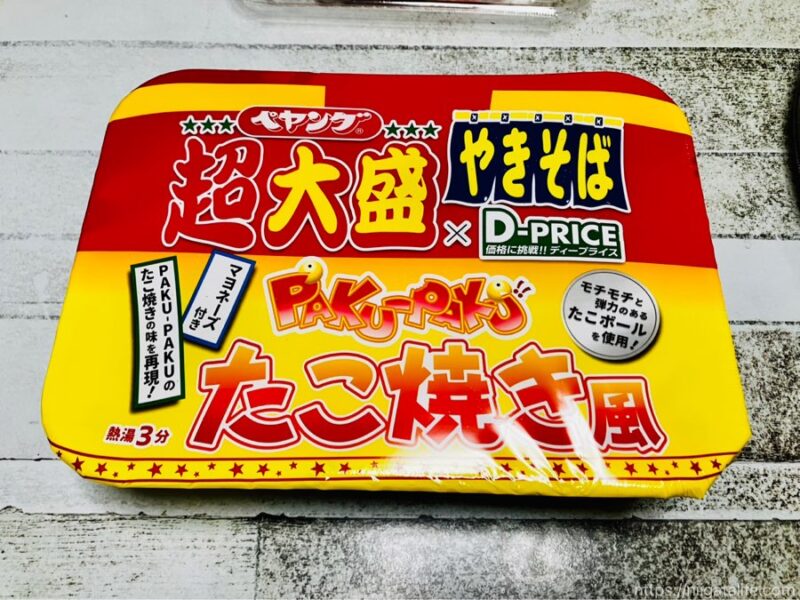 ペヤング®
超大盛
やきそば
×
D-PRICE
価格に挑戦!! ディープライス
PAKU-PAKU!!
マヨネーズ
付き
PAKU-PAKUの
たこ焼きの味を再現!
モチモチと
弾力のある
たこボール
を使用!
たこ焼き風
熱湯3分
https://niigatalife.com